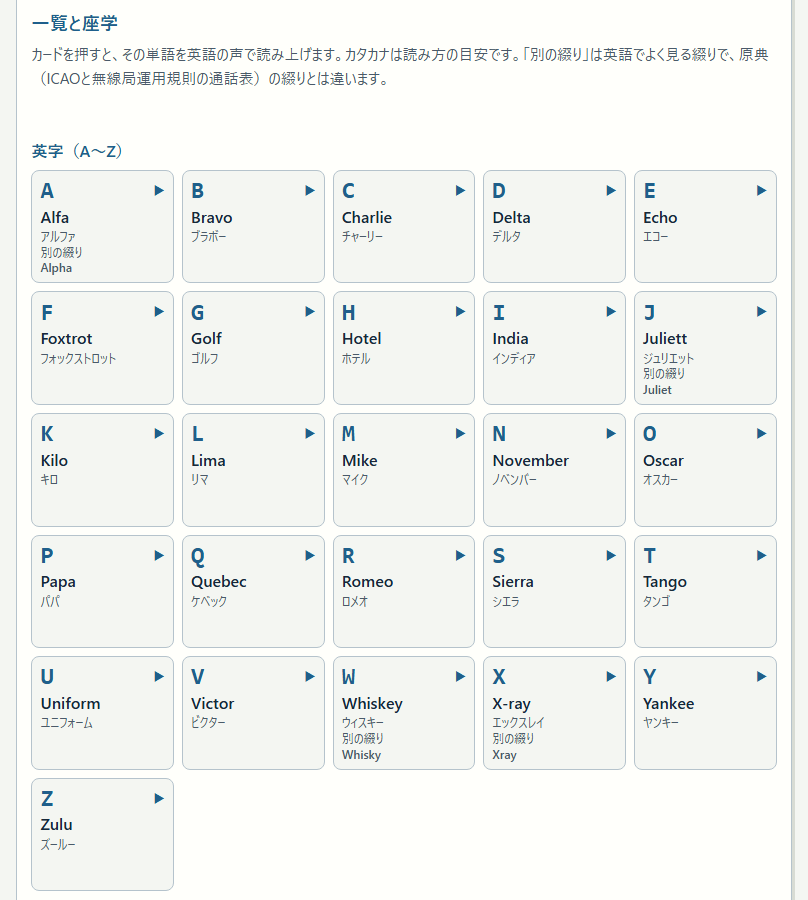 一覧と座学
カードを押すと、その単語を英語の声で読み上げます。カタカナは読み方の目安です。「別の綴り」は英語でよく見る綴りで、原典
（ICAOと無線局運用規則の通話表）の綴りとは違います。
英字（A～Z）
A ▶
Alfa
アルファ
別の綴り
Alpha
B ▶
Bravo
ブラボー
C ▶
Charlie
チャーリー
D ▶
Delta
デルタ
E ▶
Echo
エコー
F ▶
Foxtrot
フォックストロット
G ▶
Golf
ゴルフ
H ▶
Hotel
ホテル
I ▶
India
インディア
J ▶
Juliett
ジュリエット
別の綴り
Juliet
K ▶
Kilo
キロ
L ▶
Lima
リマ
M ▶
Mike
マイク
N ▶
November
ノベンバー
O ▶
Oscar
オスカー
P ▶
Papa
パパ
Q ▶
Quebec
ケベック
R ▶
Romeo
ロメオ
S ▶
Sierra
シエラ
T ▶
Tango
タンゴ
U ▶
Uniform
ユニフォーム
V ▶
Victor
ビクター
W ▶
Whiskey
ウィスキー
別の綴り
Whisky
X ▶
X-ray
エックスレイ
別の綴り
Xray
Y ▶
Yankee
ヤンキー
Z ▶
Zulu
ズールー